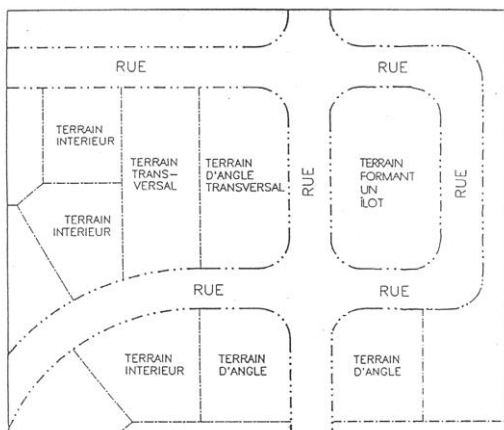 RUE
RUE
TERRAIN
INTERIEUR
TERRAIN
TRANS-
VERSAL
TERRAIN
D'ANGLE
TRANSVERSAL
RUE
TERRAIN
FORMANT
UN
ÎLOT
RUE
TERRAIN
INTERIEUR
RUE
RUE
TERRAIN
INTERIEUR
TERRAIN
D'ANGLE
TERRAIN
D'ANGLE